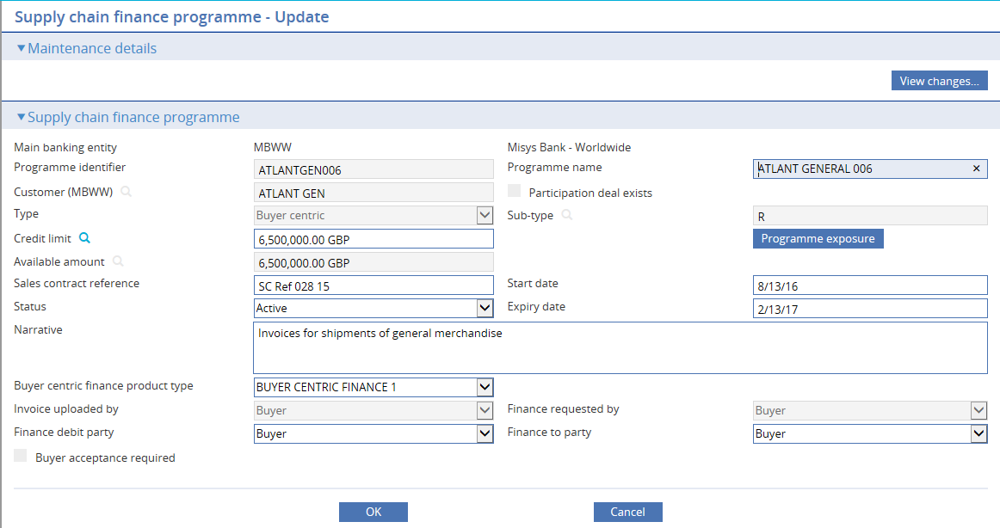 Supply chain finance programme - Update
Maintenance details
View changes...
Supply chain finance programme
Main banking entity MBWW Misys Bank - Worldwide
Programme identifier ATLANTGEN006 Programme name ATLANT GENERAL 006
Customer (MBWW) ATLANT GEN Participation deal exists
Type Buyer centric Sub-type R
Credit limit 6,500,000.00 GBP Programme exposure
Available amount 6,500,000.00 GBP
Sales contract reference SC Ref 028 15 Start date 8/13/16
Status Active Expiry date 2/13/17
Narrative Invoices for shipments of general merchandise
Buyer centric finance product type BUYER CENTRIC FINANCE 1
Invoice uploaded by Buyer Finance requested by Buyer
Finance debit party Buyer Finance to party Buyer
Buyer acceptance required
OK Cancel